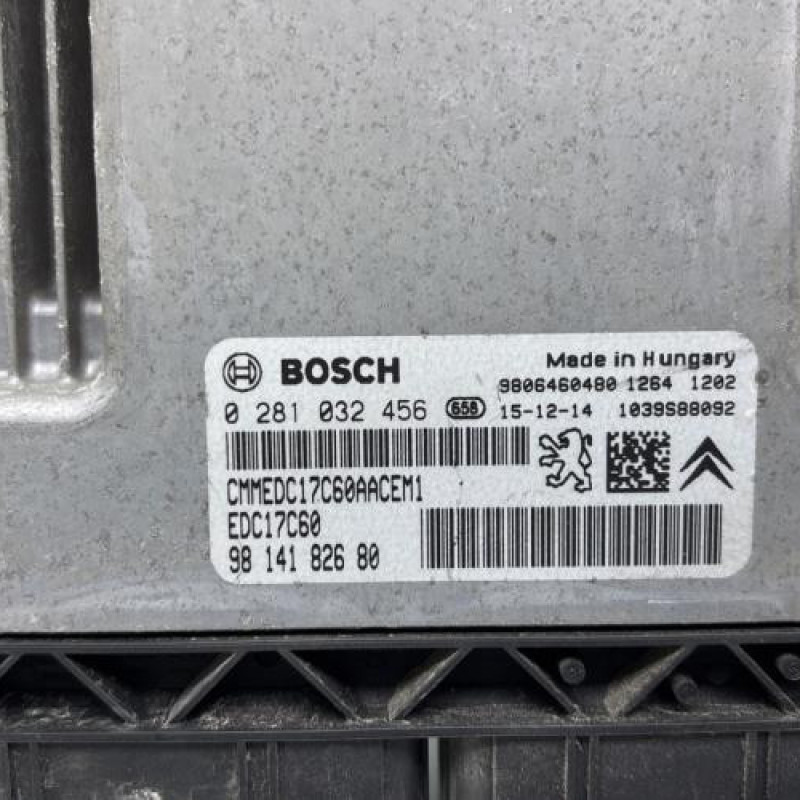 BOSCH Made in Hungary
9806460480 1264 1202
0 281 032 456 658 15-12-14 1039S88092
CMMEDC17C60AACEM1
EDC17C60
98 141 826 80